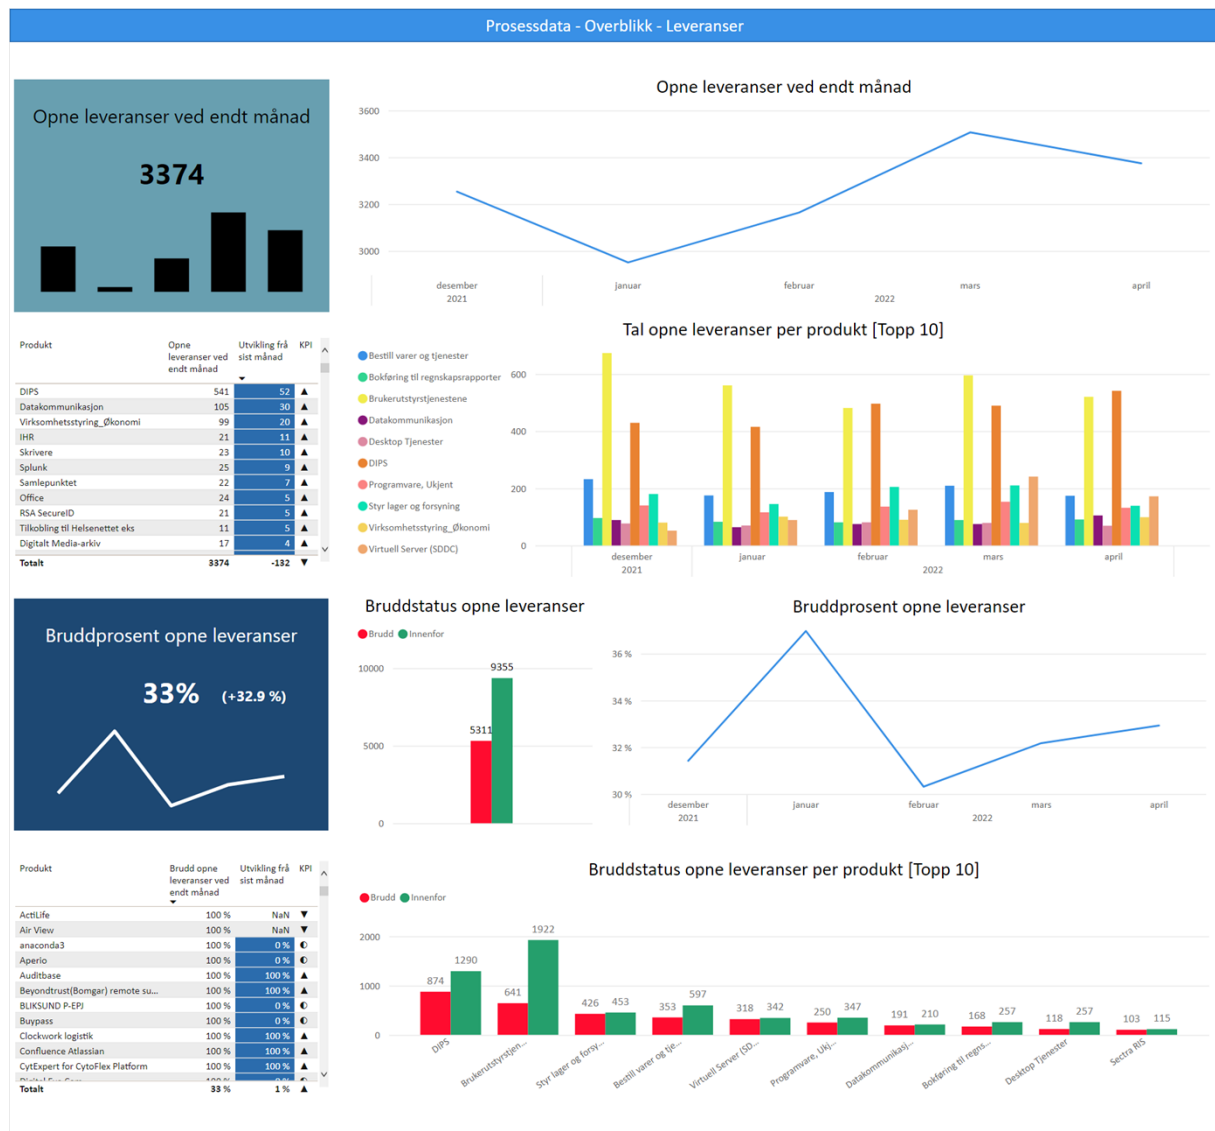 Prosessdata - Overblikk - Leveranser
Opne leveranser ved endt månad
3374
Opne leveranser ved endt månad
3600
3400
3200
3000
desember januar februar mars april
2021 2022
Produkt Opne leveranser ved endt månad Utvikling frå sist månad KPI
DIPS 541 52 ▲
Datakommunikasjon 105 30 ▲
Virksomhetsstyring_Økonomi 99 20 ▲
IHR 21 11 ▲
Skrivere 23 10 ▲
Splunk 25 9 ▲
Samlepunktet 22 7 ▲
Office 24 5 ▲
RSA SecureID 21 5 ▲
Tilkobling til Helsenettet eks 11 5 ▲
Digitalt Media-arkiv 17 4 ▲
Totalt 3374 -132 ▼
Tal opne leveranser per produkt [Topp 10]
Bestill varer og tjenester
Bokføring til regnskapsrapporter
Brukerutstyrstjenestene
Datakommunikasjon
Desktop Tjenester
DIPS
Programvare, Ukjent
Styr lager og forsyning
Virksomhetsstyring_Økonomi
Virtuell Server (SDDC)
600
400
200
0
desember januar februar mars april
2021 2022
Bruddprosent opne leveranser
33% (+32.9 %)
Bruddstatus opne leveranser
Brudd Innenfor
10000
5000
0
5311 9355
Bruddprosent opne leveranser
36 %
34 %
32 %
30 %
desember januar februar mars april
2021 2022
Produkt Brudd opne leveranser ved endt månad Utvikling frå sist månad KPI
ActiLife 100 % NaN ▼
Air View 100 % NaN ▼
anaconda3 100 % 0 % ◐
Aperio 100 % 0 % ◐
Auditbase 100 % 100 % ▲
Beyondtrust(Bomgar) remote su... 100 % 100 % ▲
BLIKSUND P-EPJ 100 % 0 % ◐
Buypass 100 % 0 % ◐
Clockwork logistik 100 % 100 % ▲
Confluence Atlassian 100 % 100 % ▲
CytExpert for CytoFlex Platform 100 % 100 % ▲
Totalt 33 % 1 % ▲
Bruddstatus opne leveranser per produkt [Topp 10]
Brudd Innenfor
2000
1000
0
874 1290 641 1922 426 453 353 597 318 342 250 347 191 210 168 257 118 257 103 115
DIPS
Brukerutstyrstjen...
Styr lager og forsy...
Bestill varer og tje...
Virtuell Server (SD...
Programvare, Ukj...
Datakommunikasj...
Bokføring til regns...
Desktop Tjenester
Sectra RIS